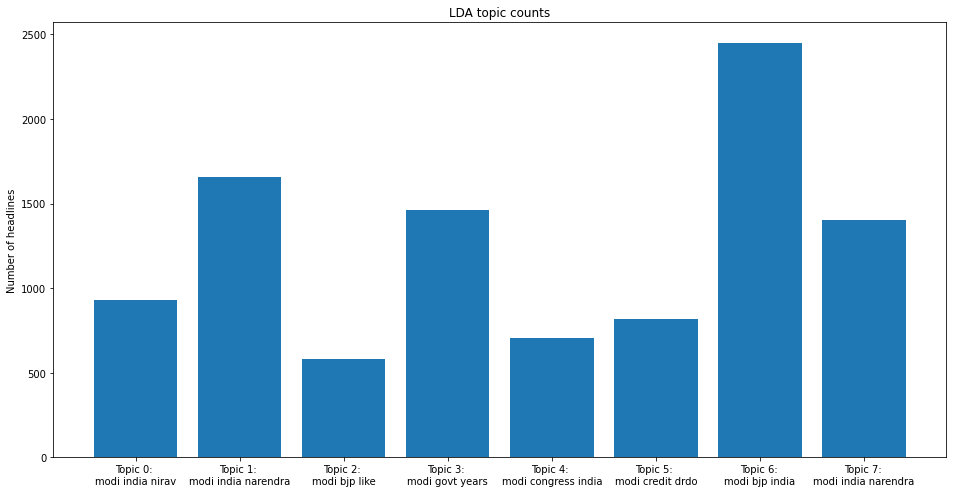 LDA topic counts
Number of headlines
2500
2000
1500
1000
500
0
Topic 0:
modi india nirav
Topic 1:
modi india narendra
Topic 2:
modi bjp like
Topic 3:
modi govt years
Topic 4:
modi congress india
Topic 5:
modi credit drdo
Topic 6:
modi bjp india
Topic 7:
modi india narendra